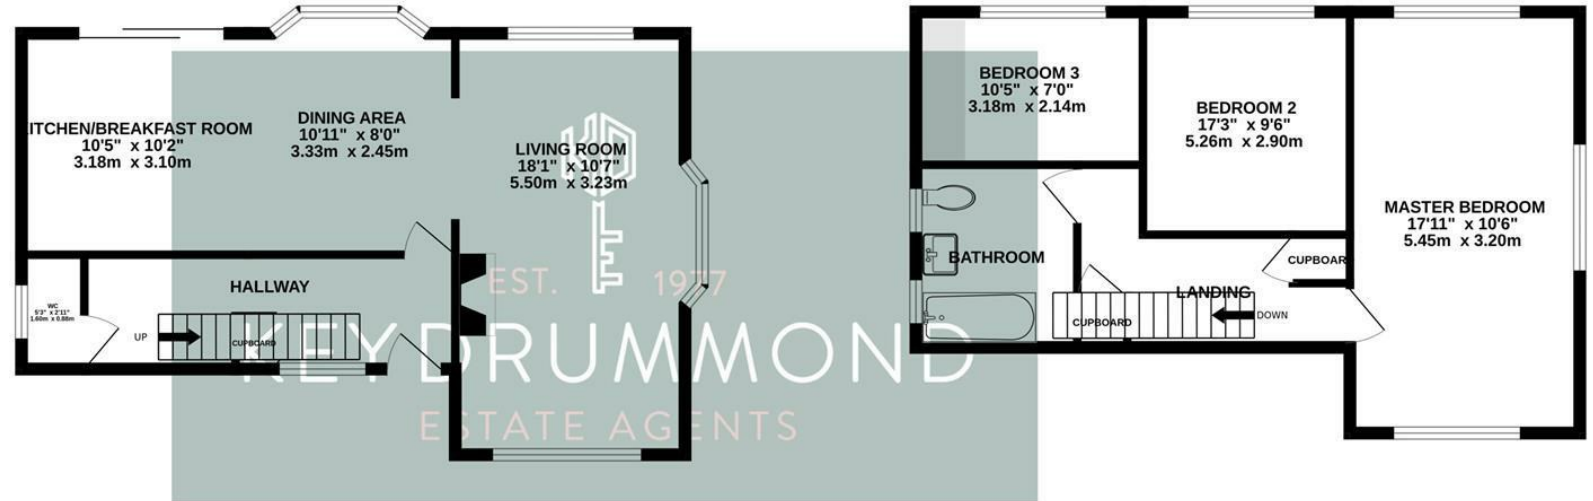 ITCHEN/BREAKFAST ROOM
10'5" x 10'2"
3.18m x 3.10m
DINING AREA
10'11" x 8'0"
3.33m x 2.45m
LIVING ROOM
18'1" x 10'7"
5.50m x 3.23m
HALLWAY
WC
5'3" x 2'11"
1.60m x 0.88m
UP
CUPBOARD
EST. 1977
KEYDRUMMOND
ESTATE AGENTS
BEDROOM 3
10'5" x 7'0"
3.18m x 2.14m
BEDROOM 2
17'3" x 9'6"
5.26m x 2.90m
MASTER BEDROOM
17'11" x 10'6"
5.45m x 3.20m
BATHROOM
CUPBOAR
LANDING
CUPBOARD
DOWN